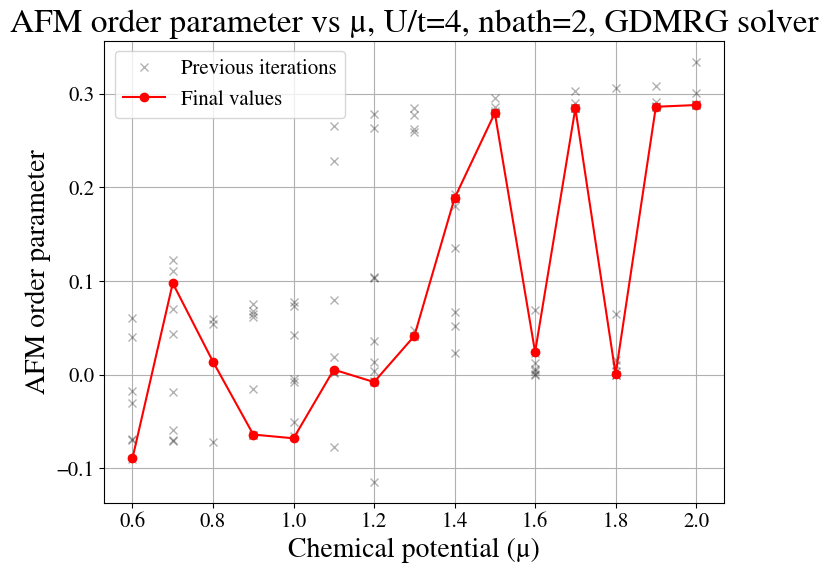 AFM order parameter vs µ, U/t=4, nbath=2, GDMRG solver
Previous iterations
Final values
AFM order parameter
0.3
0.2
0.1
0.0
−0.1
0.6 0.8 1.0 1.2 1.4 1.6 1.8 2.0
Chemical potential (µ)